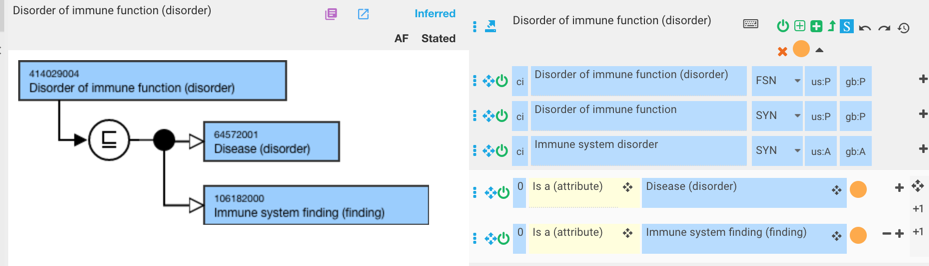 Disorder of immune function (disorder)
Inferred
AF Stated
414029004
Disorder of immune function (disorder)
⊑
64572001
Disease (disorder)
106182000
Immune system finding (finding)
Disorder of immune function (disorder)
S
ci Disorder of immune function (disorder) FSN us:P gb:P
ci Disorder of immune function SYN us:P gb:P
ci Immune system disorder SYN us:A gb:A
0 Is a (attribute) Disease (disorder)
+1
0 Is a (attribute) Immune system finding (finding) +1